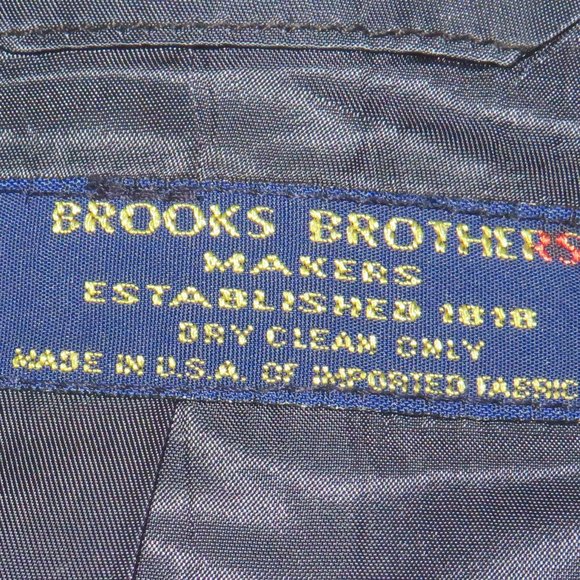 BROOKS BROTHERS
MAKERS
ESTABLISHED 1818
DRY CLEAN ONLY
MADE IN U.S.A. OF IMPORTED FABRIC